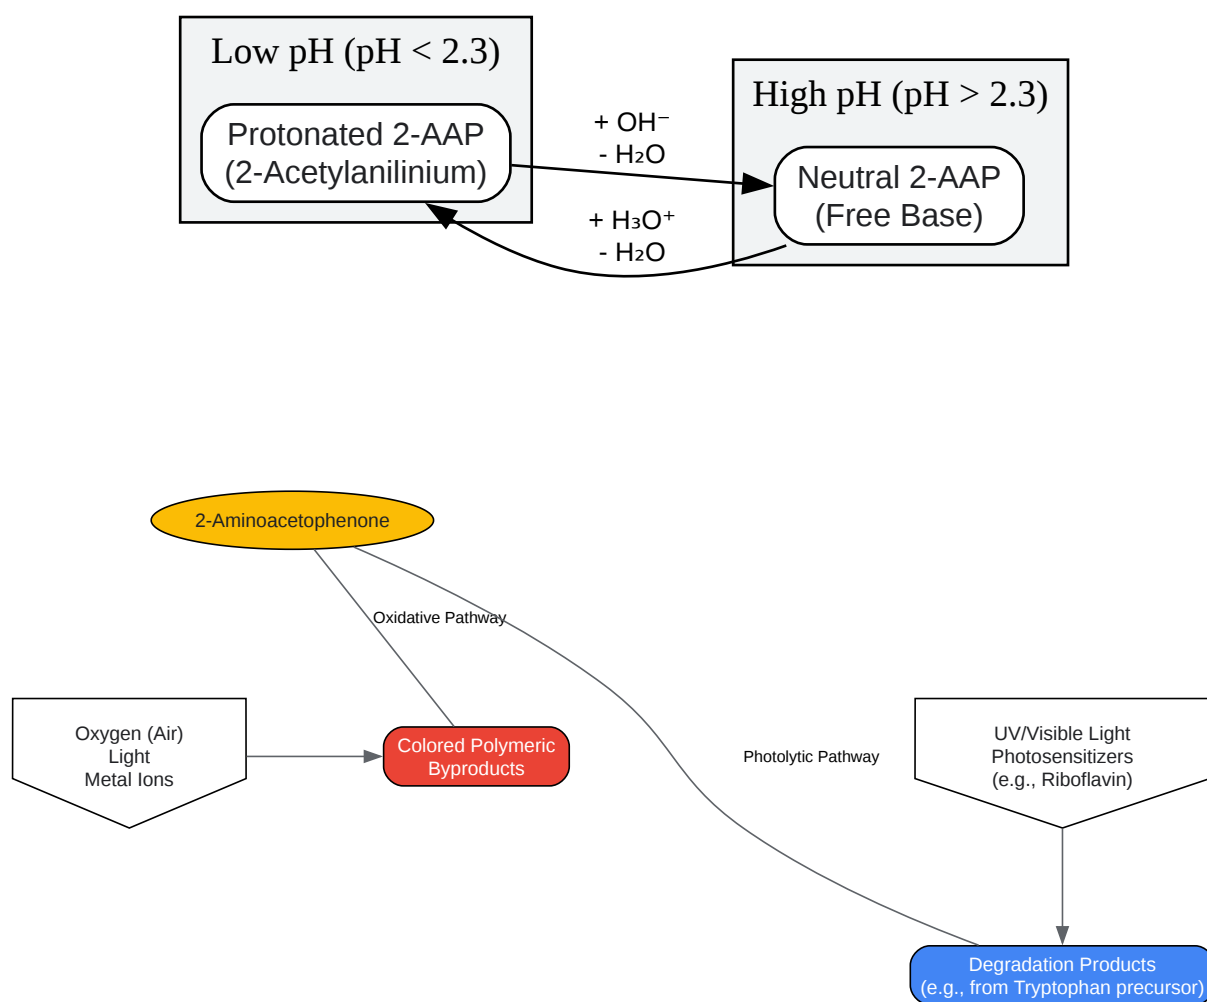 Low pH (pH < 2.3)
Protonated 2-AAP
(2-Acetylanilinium)
+ OH⁻
- H₂O
High pH (pH > 2.3)
Neutral 2-AAP
(Free Base)
+ H₃O⁺
- H₂O
2-Aminoacetophenone
Oxidative Pathway
Oxygen (Air)
Light
Metal Ions
Colored Polymeric
Byproducts
Photolytic Pathway
UV/Visible Light
Photosensitizers
(e.g., Riboflavin)
Degradation Products
(e.g., from Tryptophan precursor)